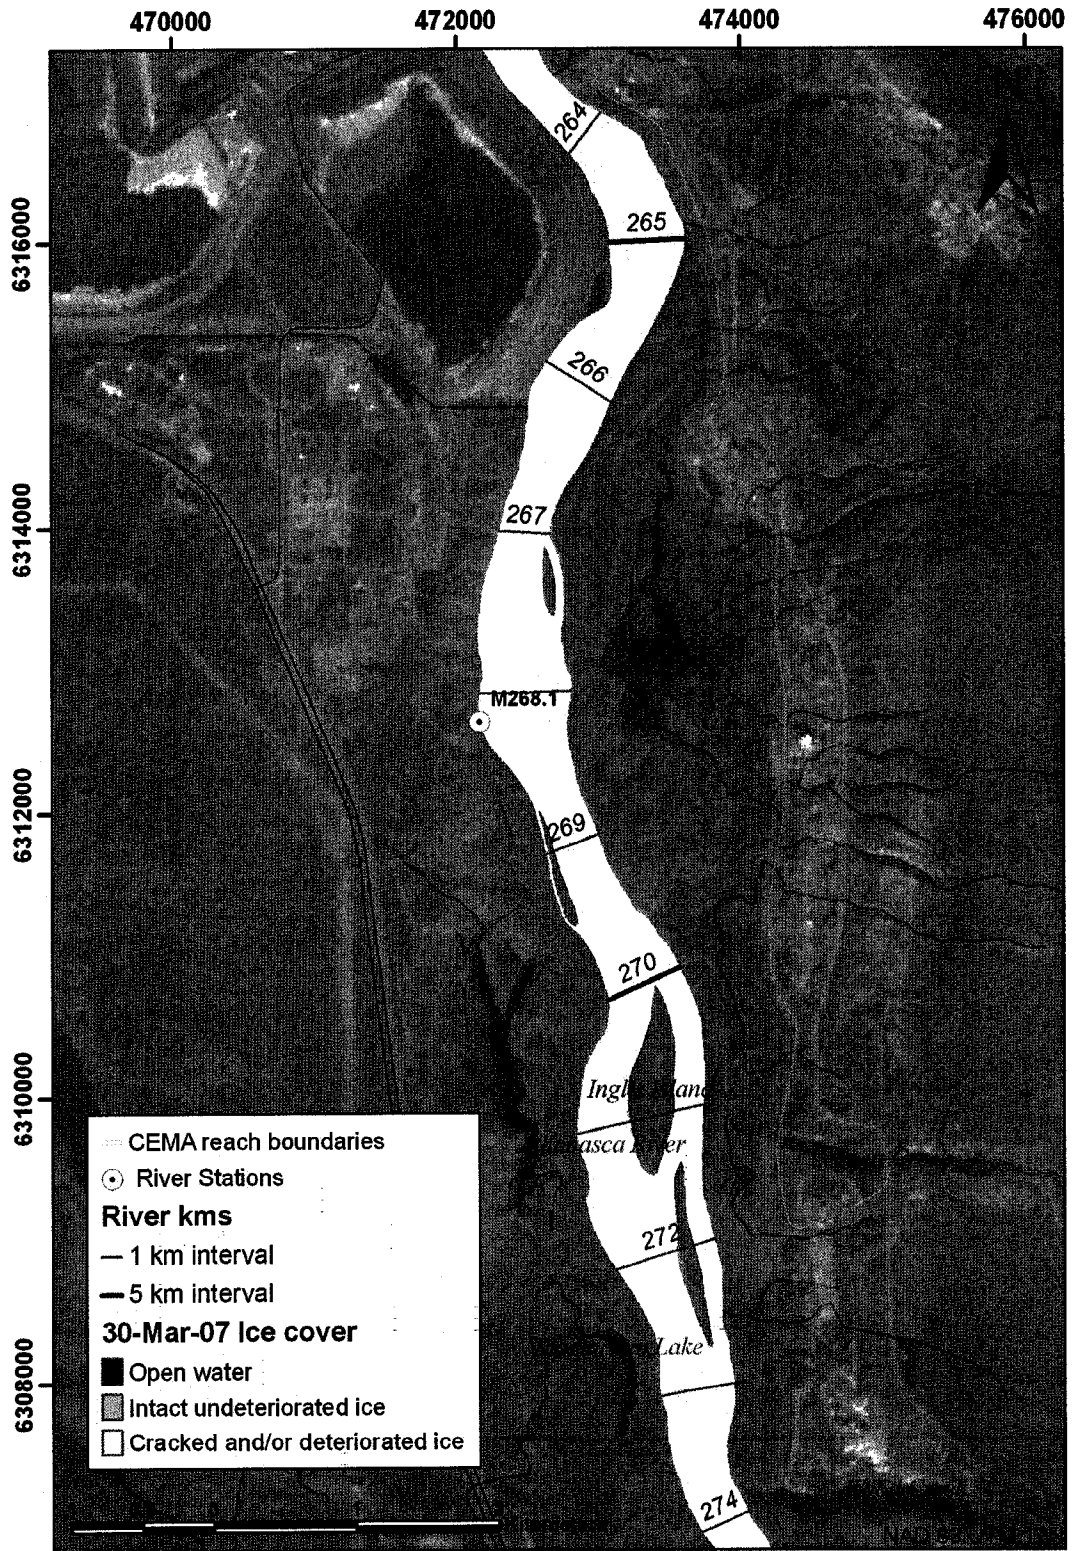 470000 472000 474000 476000
264
6316000
265
266
6314000
267
M268.1
6312000
269
270
6310000
River
272
Lake
6308000
274
CEMA reach boundaries
River Stations
River kms
1 km interval
5 km interval
30-Mar-07 Ice cover
Open water
Intact undeteriorated ice
Cracked and/or deteriorated ice